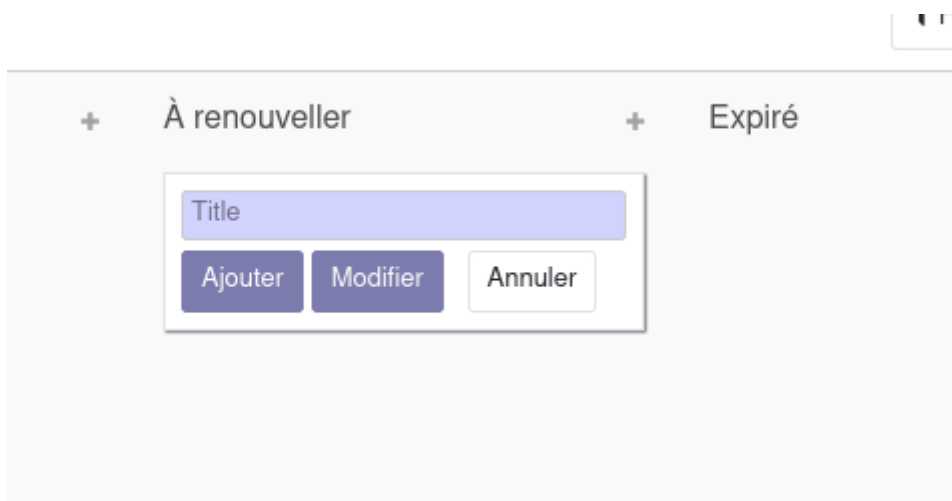 À renouveller
Expiré
Title
Ajouter
Modifier
Annuler